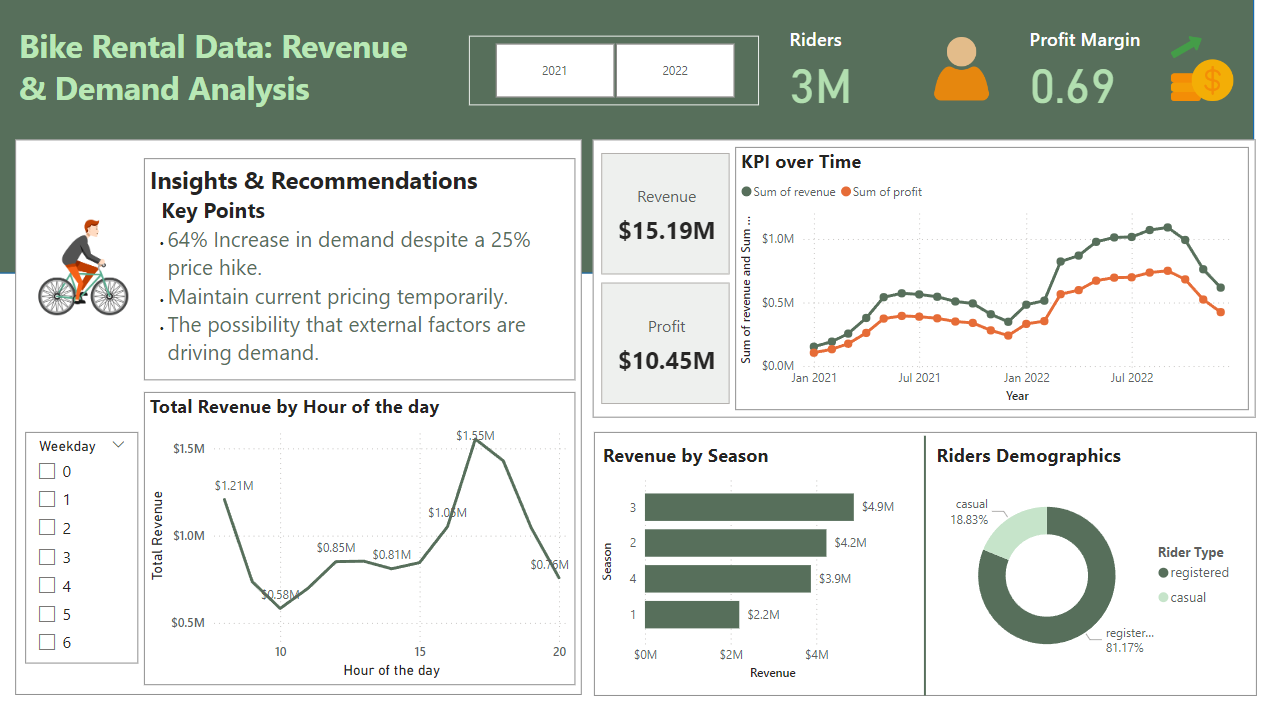 Bike Rental Data: Revenue
& Demand Analysis
2021
2022
Riders
3M
Profit Margin
0.69
Insights & Recommendations
Key Points
. 64% Increase in demand despite a 25%
price hike.
. Maintain current pricing temporarily.
. The possibility that external factors are
driving demand.
Revenue
$15.19M
Profit
$10.45M
KPI over Time
Sum of revenue
Sum of profit
Sum of revenue and Sum ...
$1.0M
$0.5M
$0.0M
Jan 2021
Jul 2021
Jan 2022
Jul 2022
Year
Weekday
0
1
2
3
4
5
6
Total Revenue by Hour of the day
Total Revenue
$1.5M
$1.0M
$0.5M
$1.21M
$0.58M
$0.85M
$0.81M
$1.05M
$1.55M
$0.76M
10
15
20
Hour of the day
Revenue by Season
Season
3
$4.9M
2
$4.2M
4
$3.9M
1
$2.2M
$0M
$2M
$4M
Revenue
Riders Demographics
casual
18.83%
register...
81.17%
Rider Type
registered
casual